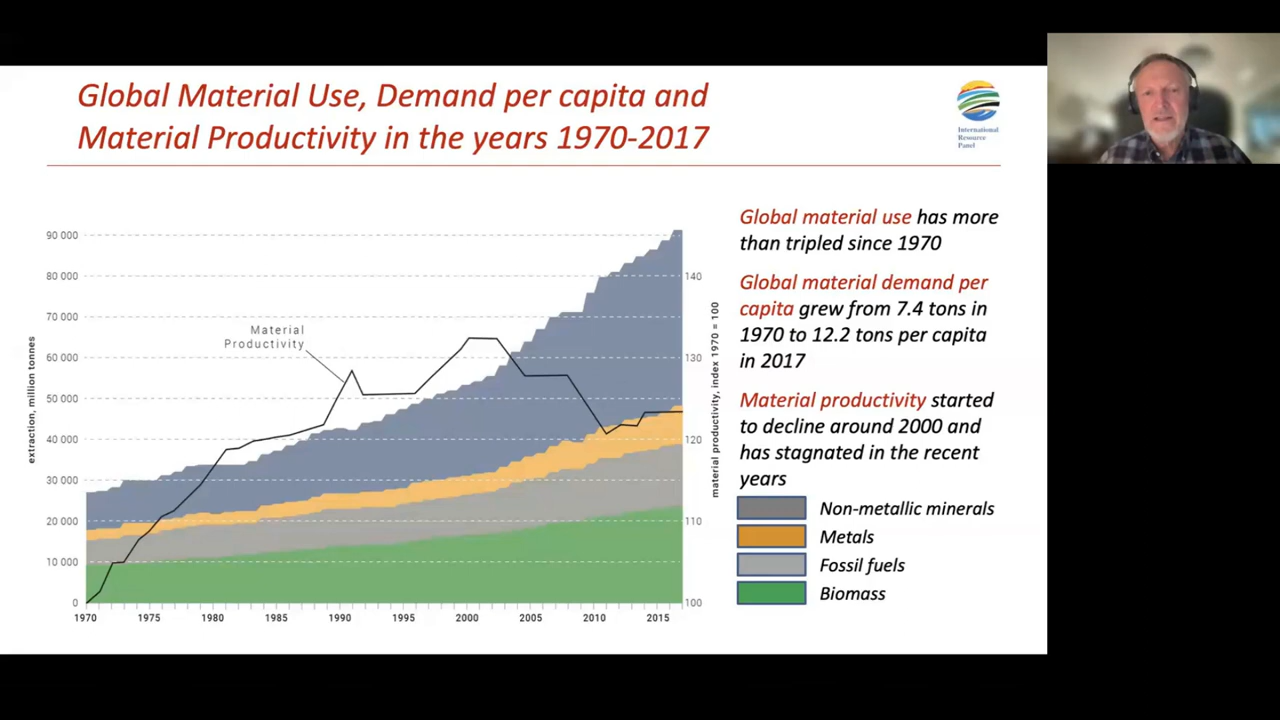 Global Material Use, Demand per capita and
Material Productivity in the years 1970-2017
International
Resource
Panel
90 000
80 000
70 000
60 000
50 000
40 000
30 000
20 000
10 000
0
extraction, million tonnes
Material
Productivity
140
130
120
110
100
material productivity, index 1970 = 100
1970 1975 1980 1985 1990 1995 2000 2005 2010 2015
Global material use has more
than tripled since 1970
Global material demand per
capita grew from 7.4 tons in
1970 to 12.2 tons per capita
in 2017
Material productivity started
to decline around 2000 and
has stagnated in the recent
years
Non-metallic minerals
Metals
Fossil fuels
Biomass